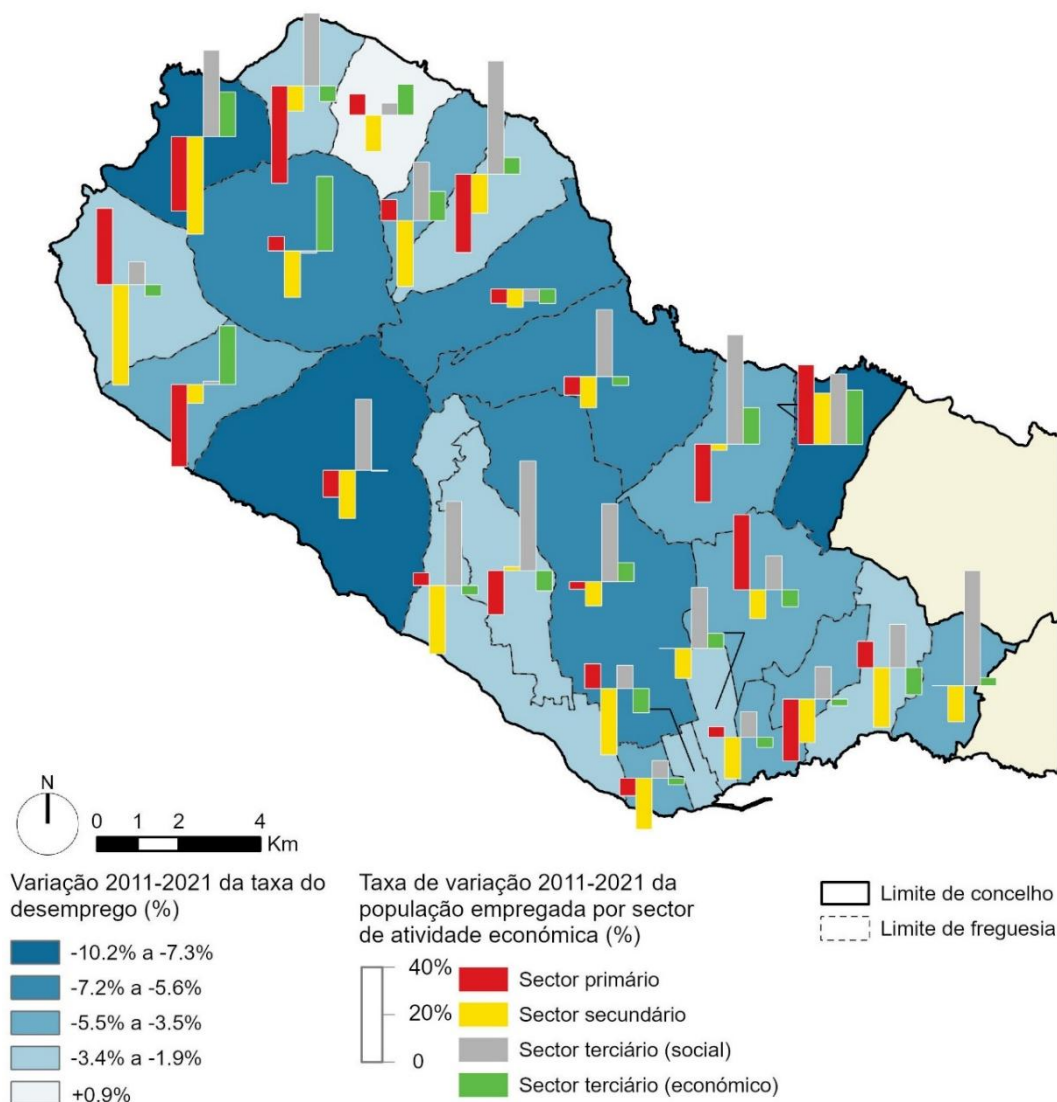 N
0 1 2 4
Km
Variação 2011-2021 da taxa do
desemprego (%)
-10.2% a -7.3%
-7.2% a -5.6%
-5.5% a -3.5%
-3.4% a -1.9%
+0.9%
Taxa de variação 2011-2021 da
população empregada por sector
de atividade económica (%)
40%
20%
0
Sector primário
Sector secundário
Sector terciário (social)
Sector terciário (económico)
Limite de concelho
Limite de freguesia